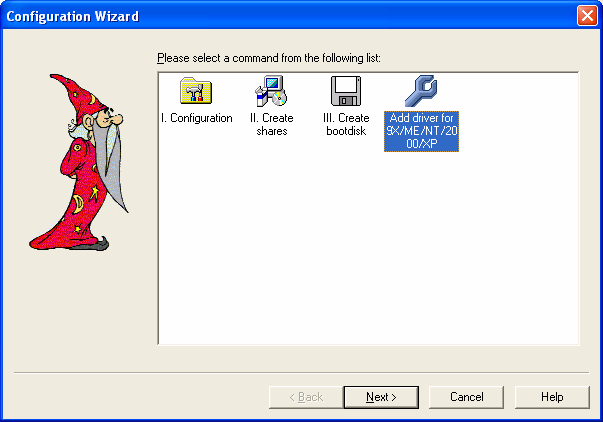 Configuration Wizard
Please select a command from the following list:
I. Configuration
II. Create
shares
III. Create
bootdisk
Add driver for
9X/ME/NT/20
00/XP
< Back
Next >
Cancel
Help